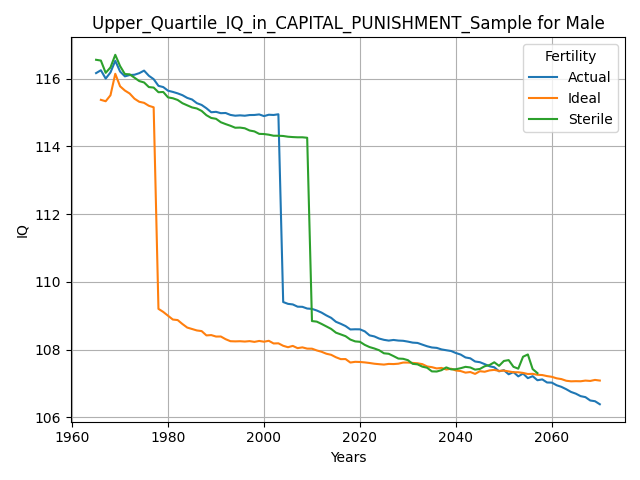 Upper_Quartile_IQ_in_CAPITAL_PUNISHMENT_Sample for Male
Fertility
Actual
Ideal
Sterile
116
114
112
110
108
106
IQ
1960
1980
2000
2020
2040
2060
Years